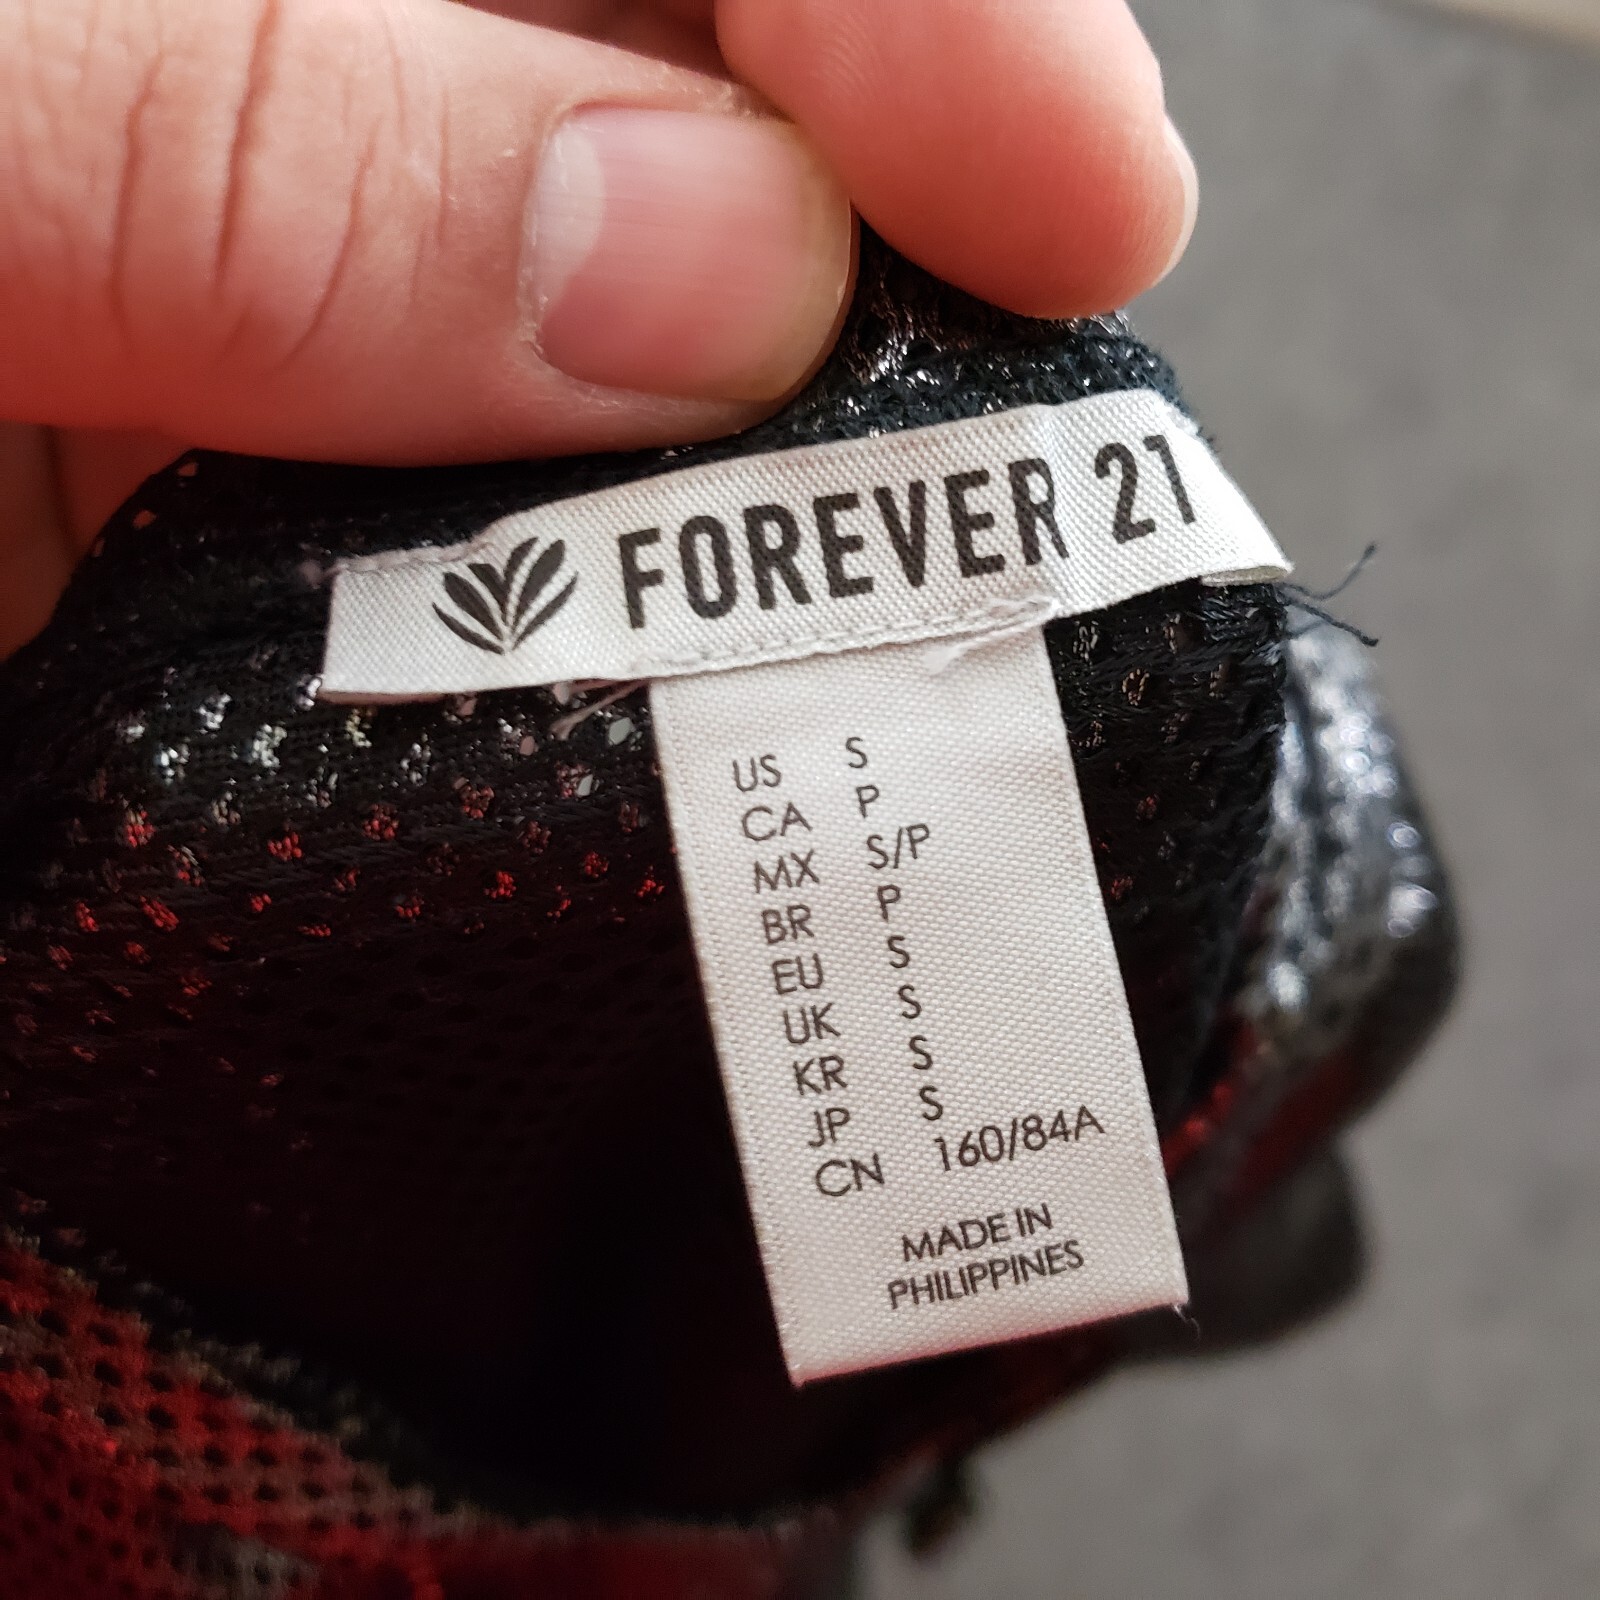 FOREVER 21
US S
CA P
MX S/P
BR P
EU S
UK S
KR S
JP S
CN 160/84A
MADE IN
PHILIPPINES